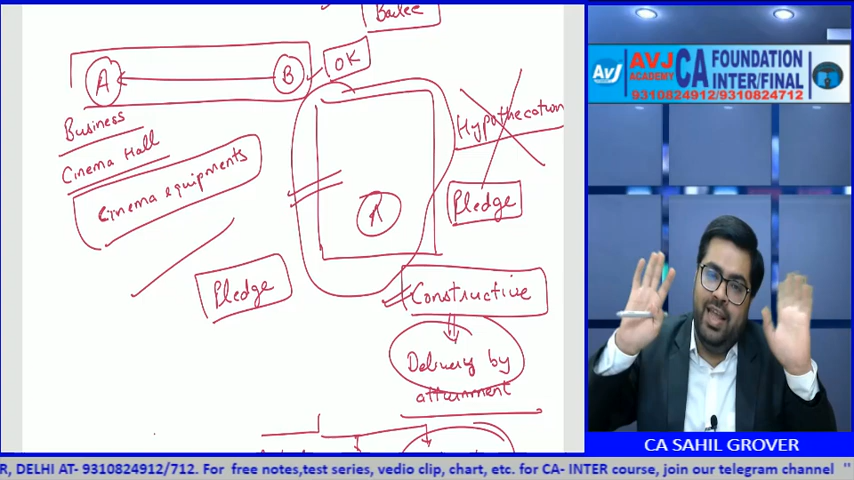 Bailee
A
B
OK
Business
Cinema Hall
Cinema equipments
Hypothecation
Pledge
Pledge
Constructive
Delivery by
attornment
AVJ
AVJ
ACADEMY
CA FOUNDATION
INTER/FINAL
9310824912/9310824712
CA SAHIL GROVER
R, DELHI AT- 9310824912/712. For free notes,test series, vedio clip, chart, etc. for CA- INTER course, join our telegram channel "